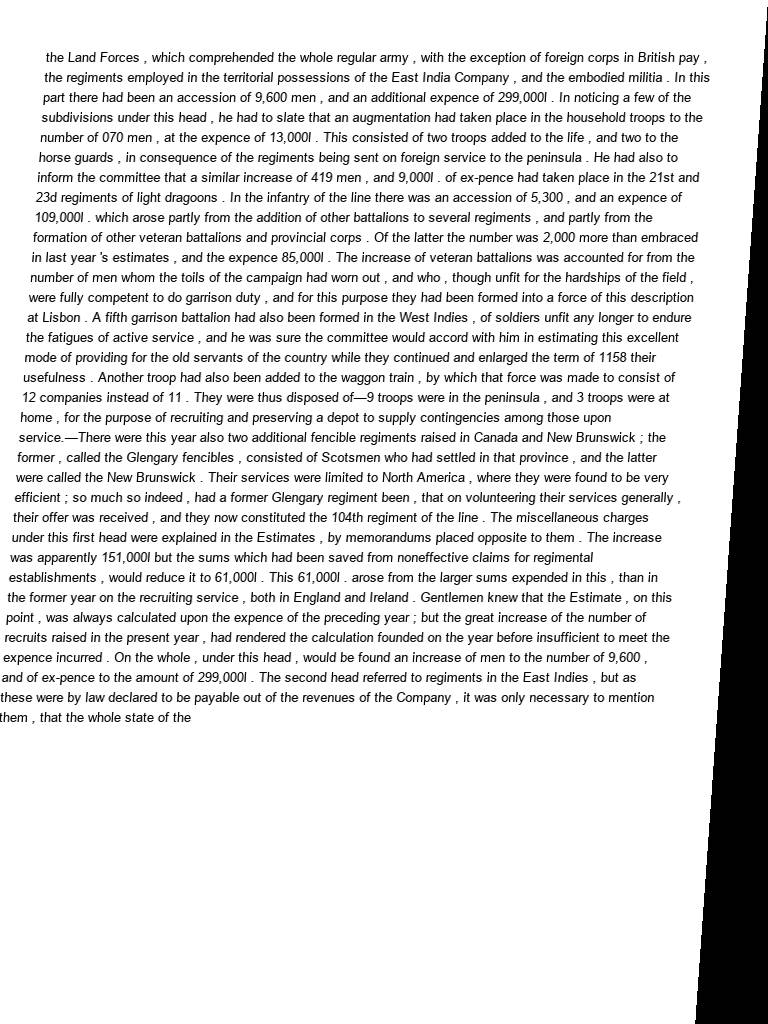 the Land Forces , which comprehended the whole regular army , with the exception of foreign corps in British pay ,
the regiments employed in the territorial possessions of the East India Company , and the embodied militia . In this
part there had been an accession of 9,600 men , and an additional expence of 299,000l . In noticing a few of the
subdivisions under this head , he had to slate that an augmentation had taken place in the household troops to the
number of 070 men , at the expence of 13,000l . This consisted of two troops added to the life , and two to the
horse guards , in consequence of the regiments being sent on foreign service to the peninsula . He had also to
inform the committee that a similar increase of 419 men , and 9,000l . of ex-pence had taken place in the 21st and
23d regiments of light dragoons . In the infantry of the line there was an accession of 5,300 , and an expence of
109,000l . which arose partly from the addition of other battalions to several regiments , and partly from the
formation of other veteran battalions and provincial corps . Of the latter the number was 2,000 more than embraced
in last year 's estimates , and the expence 85,000l . The increase of veteran battalions was accounted for from the
number of men whom the toils of the campaign had worn out , and who , though unfit for the hardships of the field ,
were fully competent to do garrison duty , and for this purpose they had been formed into a force of this description
at Lisbon . A fifth garrison battalion had also been formed in the West Indies , of soldiers unfit any longer to endure
the fatigues of active service , and he was sure the committee would accord with him in estimating this excellent
mode of providing for the old servants of the country while they continued and enlarged the term of 1158 their
usefulness . Another troop had also been added to the waggon train , by which that force was made to consist of
12 companies instead of 11 . They were thus disposed of—9 troops were in the peninsula , and 3 troops were at
home , for the purpose of recruiting and preserving a depot to supply contingencies among those upon
service.—There were this year also two additional fencible regiments raised in Canada and New Brunswick ; the
former , called the Glengary fencibles , consisted of Scotsmen who had settled in that province , and the latter
were called the New Brunswick . Their services were limited to North America , where they were found to be very
efficient ; so much so indeed , had a former Glengary regiment been , that on volunteering their services generally ,
their offer was received , and they now constituted the 104th regiment of the line . The miscellaneous charges
under this first head were explained in the Estimates , by memorandums placed opposite to them . The increase
was apparently 151,000l but the sums which had been saved from noneffective claims for regimental
establishments , would reduce it to 61,000l . This 61,000l . arose from the larger sums expended in this , than in
the former year on the recruiting service , both in England and Ireland . Gentlemen knew that the Estimate , on this
point , was always calculated upon the expence of the preceding year ; but the great increase of the number of
recruits raised in the present year , had rendered the calculation founded on the year before insufficient to meet the
expence incurred . On the whole , under this head , would be found an increase of men to the number of 9,600 ,
and of ex-pence to the amount of 299,000l . The second head referred to regiments in the East Indies , but as
these were by law declared to be payable out of the revenues of the Company , it was only necessary to mention
them , that the whole state of the